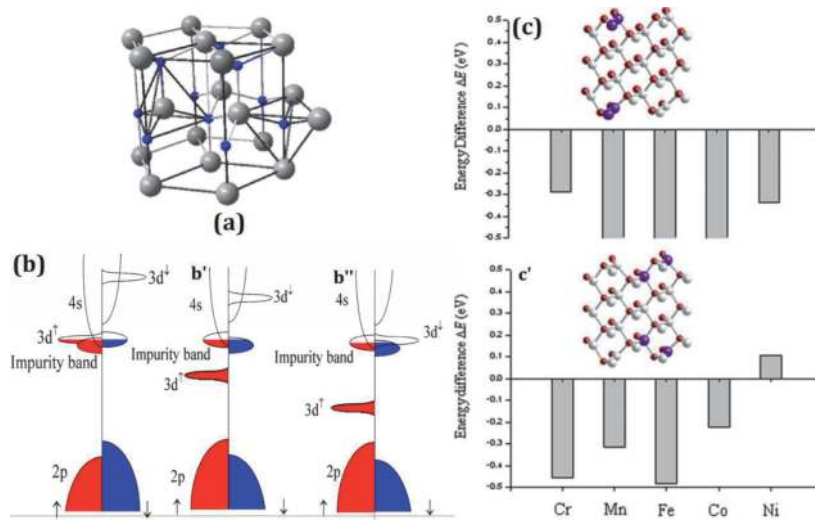 (a)
(b)
b'
b''
3d↓
4s
3d↑
Impurity band
2p
↑
↓
3d↓
4s
Impurity band
3d↑
2p
↑
↓
3d↓
Impurity band
3d↑
2p
↑
↓
(c)
Energy Difference ΔE (eV)
0.5
0.4
0.3
0.2
0.1
0.0
-0.1
-0.2
-0.3
-0.4
-0.5
c'
Energy difference ΔE (eV)
0.5
0.4
0.3
0.2
0.1
0.0
-0.1
-0.2
-0.3
-0.4
-0.5
Cr Mn Fe Co Ni